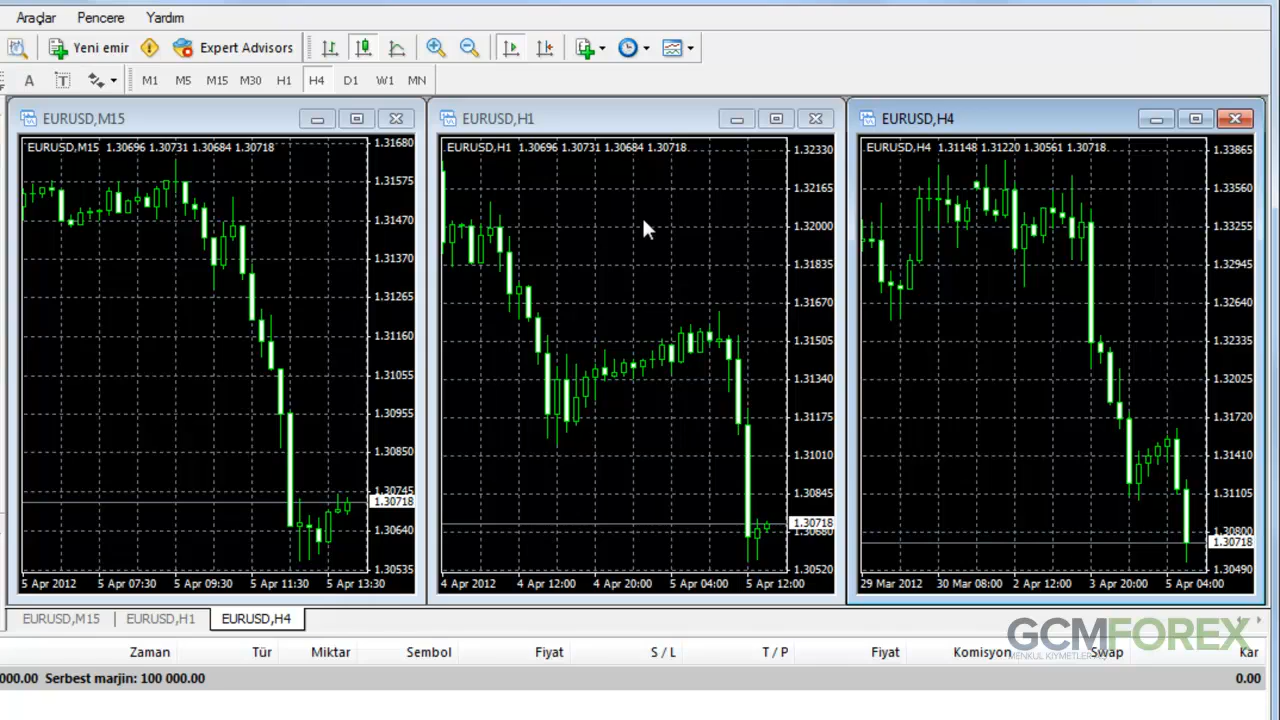 Araçlar Pencere Yardım
Yeni emir Expert Advisors
A T M1 M5 M15 M30 H1 H4 D1 W1 MN
EURUSD,M15
EURUSD,M15 1.30696 1.30731 1.30684 1.30718
1.31680
1.31575
1.31470
1.31370
1.31265
1.31160
1.31055
1.30955
1.30850
1.30745
1.30718
1.30640
1.30535
5 Apr 2012 5 Apr 07:30 5 Apr 09:30 5 Apr 11:30 5 Apr 13:30
EURUSD,H1
EURUSD,H1 1.30696 1.30731 1.30684 1.30718
1.32330
1.32165
1.32000
1.31835
1.31670
1.31505
1.31340
1.31175
1.31010
1.30845
1.30718
1.30680
1.30520
4 Apr 2012 4 Apr 12:00 4 Apr 20:00 5 Apr 04:00 5 Apr 12:00
EURUSD,H4
EURUSD,H4 1.31148 1.31220 1.30561 1.30718
1.33865
1.33560
1.33255
1.32945
1.32640
1.32335
1.32025
1.31720
1.31410
1.31105
1.30800
1.30718
1.30490
29 Mar 2012 30 Mar 08:00 2 Apr 12:00 3 Apr 20:00 5 Apr 04:00
EURUSD,M15 EURUSD,H1 EURUSD,H4
GCMFOREX
MENKUL KIYMETLER
Zaman Tür Miktar Sembol Fiyat S / L T / P Fiyat Komisyon Swap Kar
000.00 Serbest marjin: 100 000.00 0.00